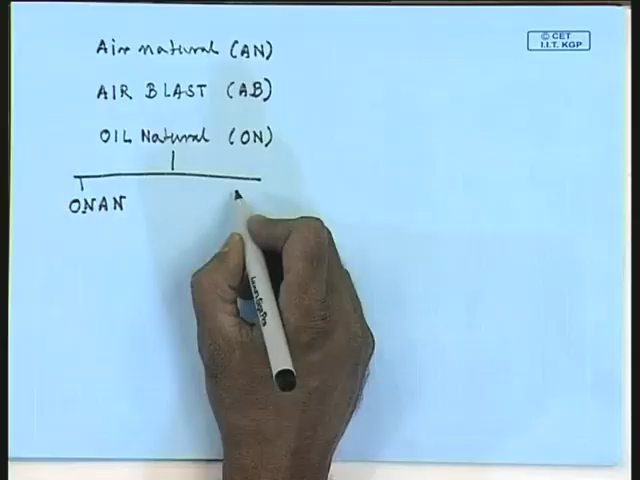 Air natural (AN)
© CET
I.I.T. KGP
AIR BLAST (AB)
OIL Natural (ON)
ONAN